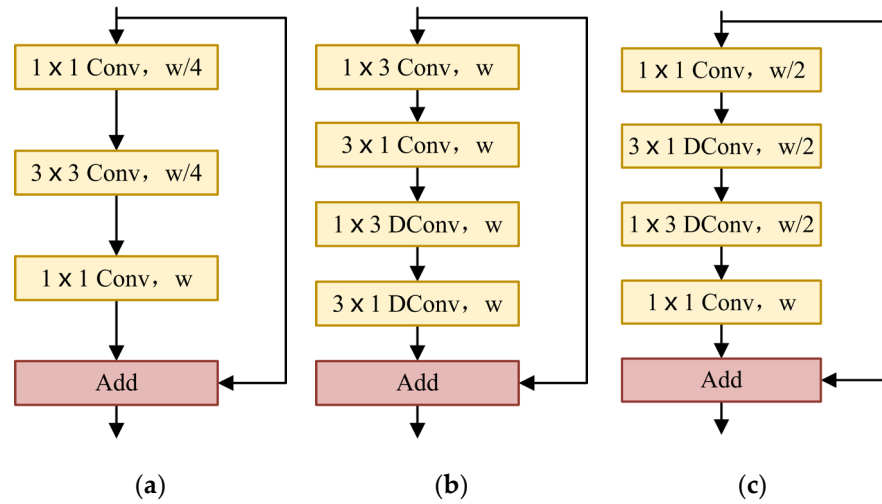 1 x 1 Conv，w/4
3 x 3 Conv，w/4
1 x 1 Conv，w
Add
(a)
1 x 3 Conv，w
3 x 1 Conv，w
1 x 3 DConv，w
3 x 1 DConv，w
Add
(b)
1 x 1 Conv，w/2
3 x 1 DConv，w/2
1 x 3 DConv，w/2
1 x 1 Conv，w
Add
(c)